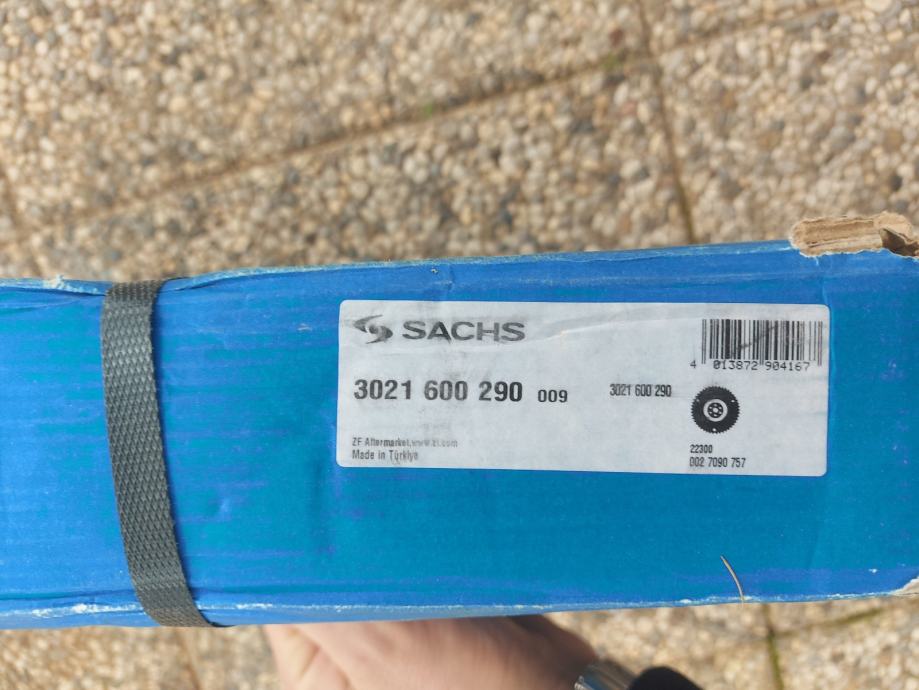 SACHS
4 013872 904167
3021 600 290 009
3021 600 290
ZF Aftermarket,www.zf.com
Made in Türkiye
22300
002 7090 757